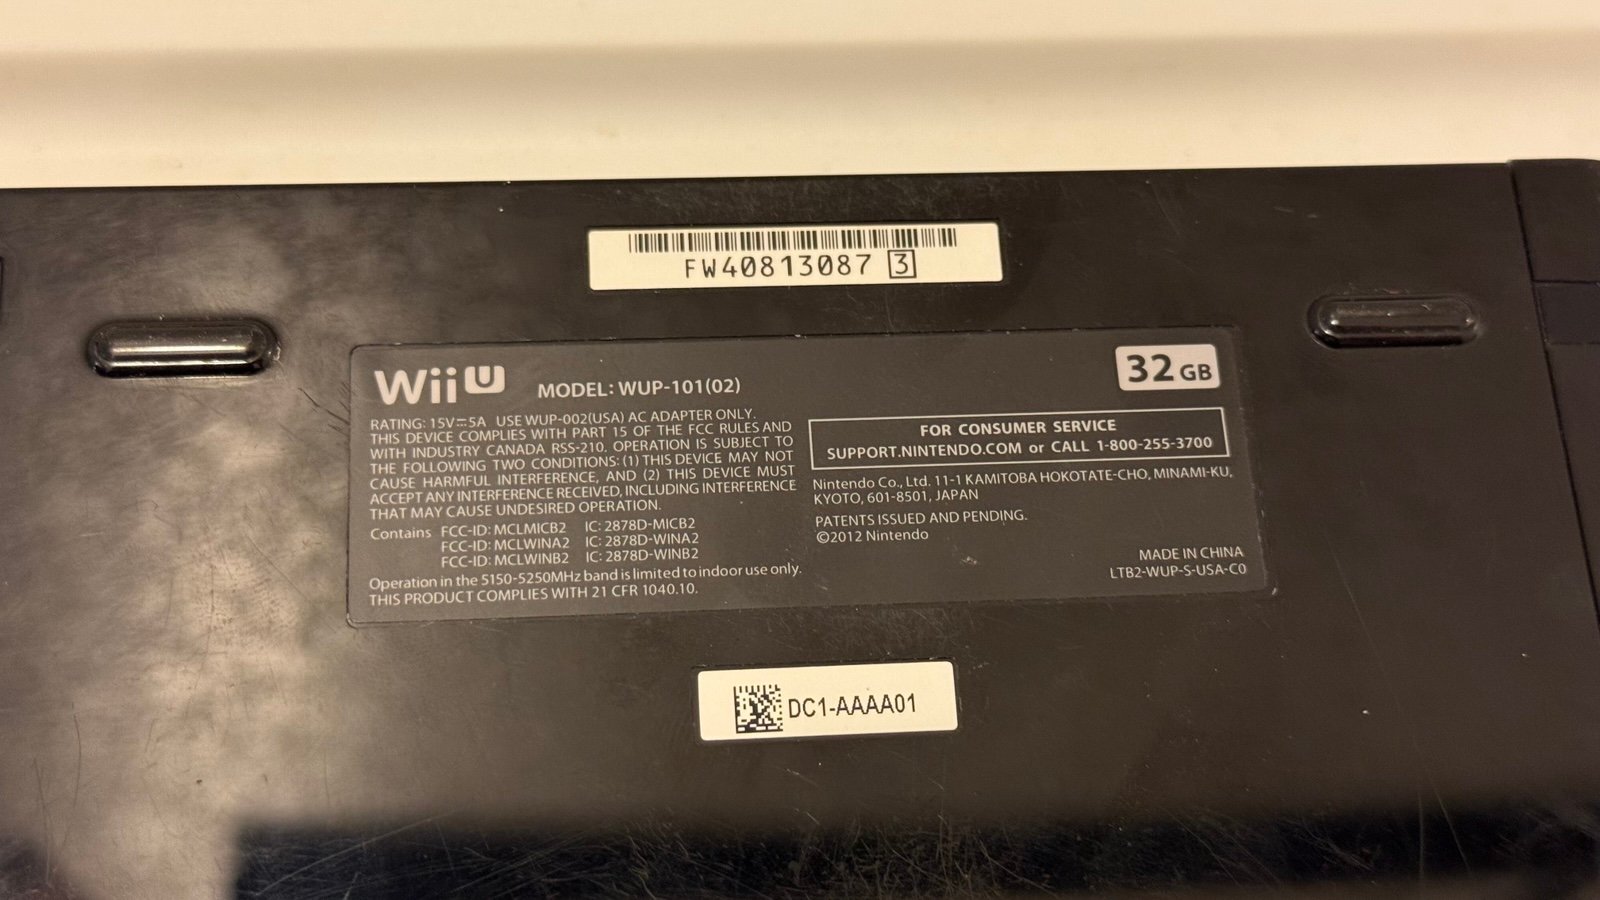 FW40813087 3
Wii U MODEL: WUP-101(02)
32 GB
RATING: 15V⎓5A USE WUP-002(USA) AC ADAPTER ONLY.
THIS DEVICE COMPLIES WITH PART 15 OF THE FCC RULES AND
WITH INDUSTRY CANADA RSS-210. OPERATION IS SUBJECT TO
THE FOLLOWING TWO CONDITIONS: (1) THIS DEVICE MAY NOT
CAUSE HARMFUL INTERFERENCE, AND (2) THIS DEVICE MUST
ACCEPT ANY INTERFERENCE RECEIVED, INCLUDING INTERFERENCE
THAT MAY CAUSE UNDESIRED OPERATION.
Contains FCC-ID: MCLMICB2 IC: 2878D-MICB2
FCC-ID: MCLWINA2 IC: 2878D-WINA2
FCC-ID: MCLWINB2 IC: 2878D-WINB2
Operation in the 5150-5250MHz band is limited to indoor use only.
THIS PRODUCT COMPLIES WITH 21 CFR 1040.10.
FOR CONSUMER SERVICE
SUPPORT.NINTENDO.COM or CALL 1-800-255-3700
Nintendo Co., Ltd. 11-1 KAMITOBA HOKOTATE-CHO, MINAMI-KU,
KYOTO, 601-8501, JAPAN
PATENTS ISSUED AND PENDING.
©2012 Nintendo
MADE IN CHINA
LTB2-WUP-S-USA-C0
DC1-AAAA01